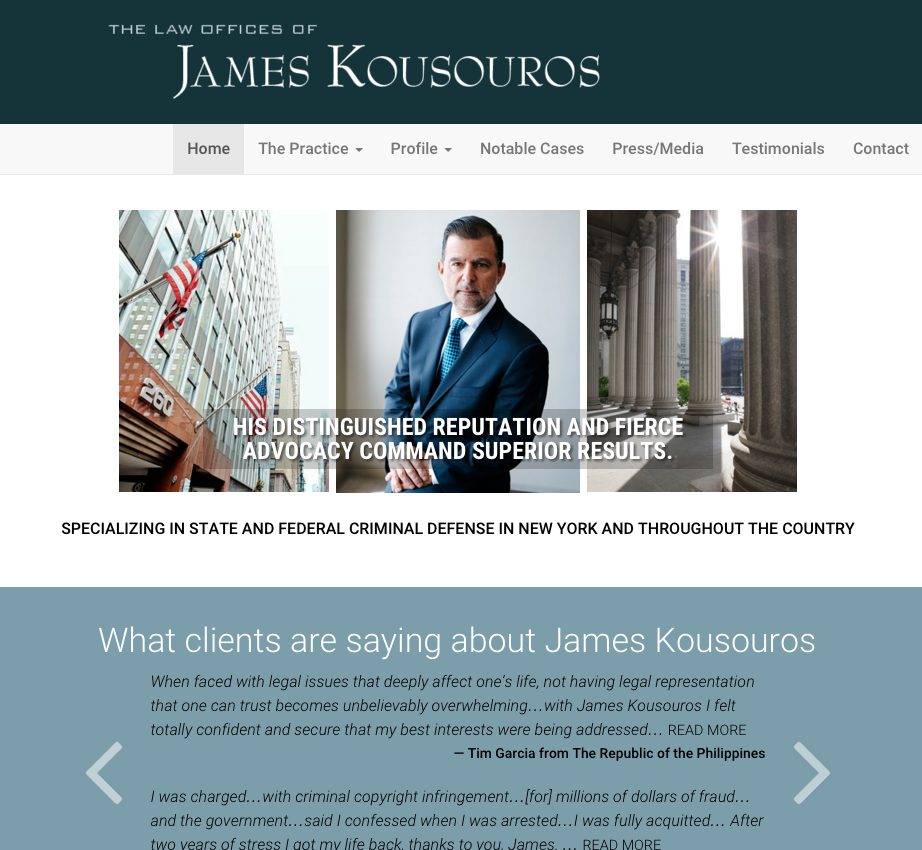 THE LAW OFFICES OF
JAMES KOUSOUROS
Home The Practice Profile Notable Cases Press/Media Testimonials Contact
260
HIS DISTINGUISHED REPUTATION AND FIERCE
ADVOCACY COMMAND SUPERIOR RESULTS.
SPECIALIZING IN STATE AND FEDERAL CRIMINAL DEFENSE IN NEW YORK AND THROUGHOUT THE COUNTRY
What clients are saying about James Kousouros
When faced with legal issues that deeply affect one's life, not having legal representation
that one can trust becomes unbelievably overwhelming…with James Kousouros I felt
totally confident and secure that my best interests were being addressed… READ MORE
— Tim Garcia from The Republic of the Philippines
I was charged…with criminal copyright infringement…[for] millions of dollars of fraud…
and the government…said I confessed when I was arrested…I was fully acquitted… After
two years of stress I got my life back, thanks to you, James. … READ MORE